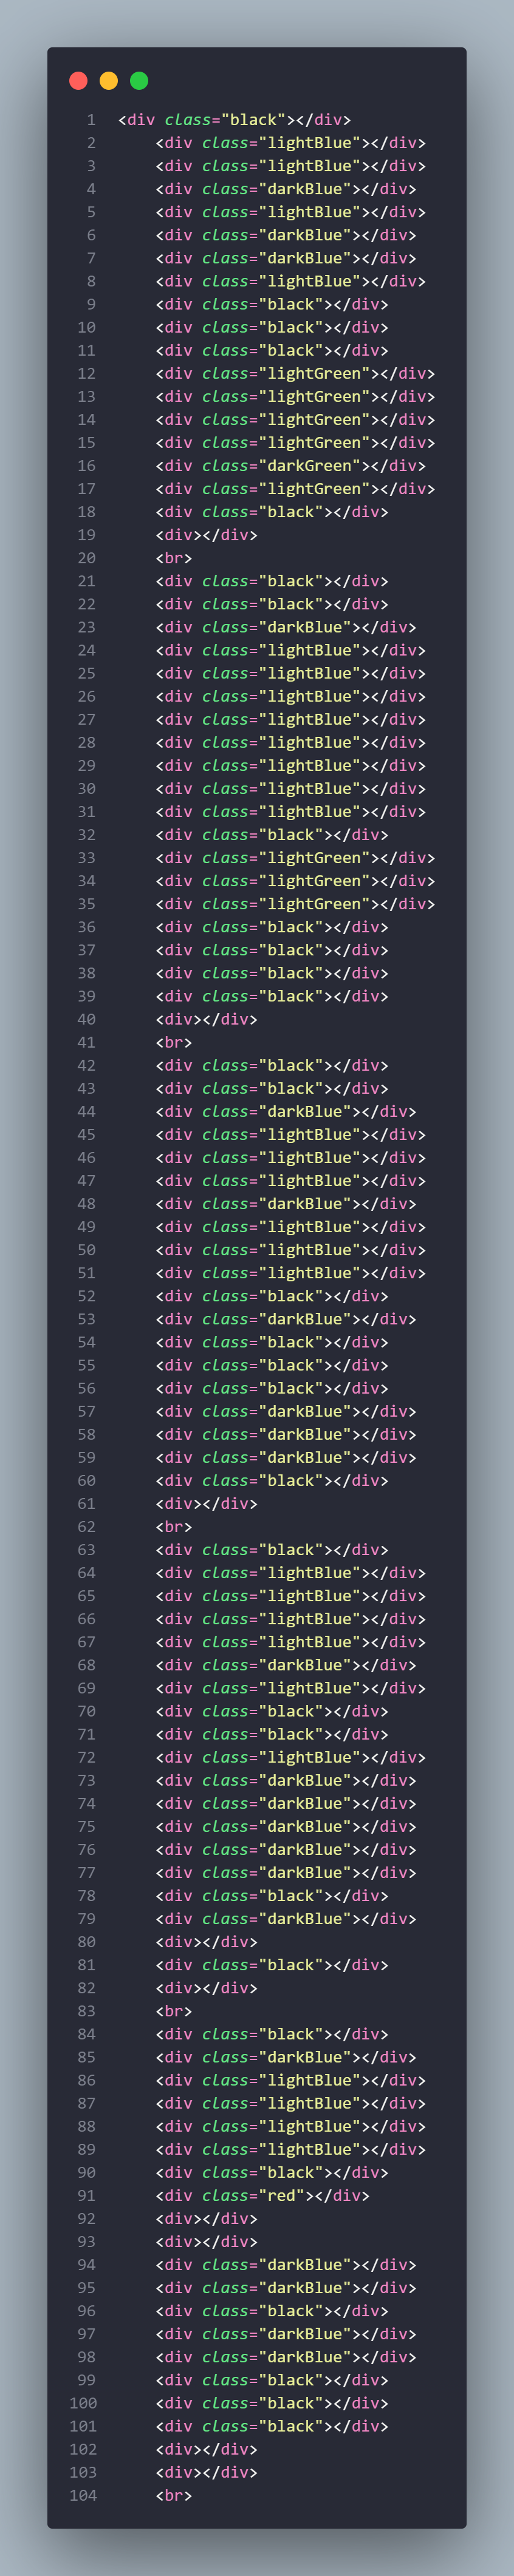 1 <div class="black"></div>
2 <div class="lightBlue"></div>
3 <div class="lightBlue"></div>
4 <div class="darkBlue"></div>
5 <div class="lightBlue"></div>
6 <div class="darkBlue"></div>
7 <div class="darkBlue"></div>
8 <div class="lightBlue"></div>
9 <div class="black"></div>
10 <div class="black"></div>
11 <div class="black"></div>
12 <div class="lightGreen"></div>
13 <div class="lightGreen"></div>
14 <div class="lightGreen"></div>
15 <div class="lightGreen"></div>
16 <div class="darkGreen"></div>
17 <div class="lightGreen"></div>
18 <div class="black"></div>
19 <div></div>
20 <br>
21 <div class="black"></div>
22 <div class="black"></div>
23 <div class="darkBlue"></div>
24 <div class="lightBlue"></div>
25 <div class="lightBlue"></div>
26 <div class="lightBlue"></div>
27 <div class="lightBlue"></div>
28 <div class="lightBlue"></div>
29 <div class="lightBlue"></div>
30 <div class="lightBlue"></div>
31 <div class="lightBlue"></div>
32 <div class="black"></div>
33 <div class="lightGreen"></div>
34 <div class="lightGreen"></div>
35 <div class="lightGreen"></div>
36 <div class="black"></div>
37 <div class="black"></div>
38 <div class="black"></div>
39 <div class="black"></div>
40 <div></div>
41 <br>
42 <div class="black"></div>
43 <div class="black"></div>
44 <div class="darkBlue"></div>
45 <div class="lightBlue"></div>
46 <div class="lightBlue"></div>
47 <div class="lightBlue"></div>
48 <div class="darkBlue"></div>
49 <div class="lightBlue"></div>
50 <div class="lightBlue"></div>
51 <div class="lightBlue"></div>
52 <div class="black"></div>
53 <div class="darkBlue"></div>
54 <div class="black"></div>
55 <div class="black"></div>
56 <div class="black"></div>
57 <div class="darkBlue"></div>
58 <div class="darkBlue"></div>
59 <div class="darkBlue"></div>
60 <div class="black"></div>
61 <div></div>
62 <br>
63 <div class="black"></div>
64 <div class="lightBlue"></div>
65 <div class="lightBlue"></div>
66 <div class="lightBlue"></div>
67 <div class="lightBlue"></div>
68 <div class="darkBlue"></div>
69 <div class="lightBlue"></div>
70 <div class="black"></div>
71 <div class="black"></div>
72 <div class="lightBlue"></div>
73 <div class="darkBlue"></div>
74 <div class="darkBlue"></div>
75 <div class="darkBlue"></div>
76 <div class="darkBlue"></div>
77 <div class="darkBlue"></div>
78 <div class="black"></div>
79 <div class="darkBlue"></div>
80 <div></div>
81 <div class="black"></div>
82 <div></div>
83 <br>
84 <div class="black"></div>
85 <div class="darkBlue"></div>
86 <div class="lightBlue"></div>
87 <div class="lightBlue"></div>
88 <div class="lightBlue"></div>
89 <div class="lightBlue"></div>
90 <div class="black"></div>
91 <div class="red"></div>
92 <div></div>
93 <div></div>
94 <div class="darkBlue"></div>
95 <div class="darkBlue"></div>
96 <div class="black"></div>
97 <div class="darkBlue"></div>
98 <div class="darkBlue"></div>
99 <div class="black"></div>
100 <div class="black"></div>
101 <div class="black"></div>
102 <div></div>
103 <div></div>
104 <br>